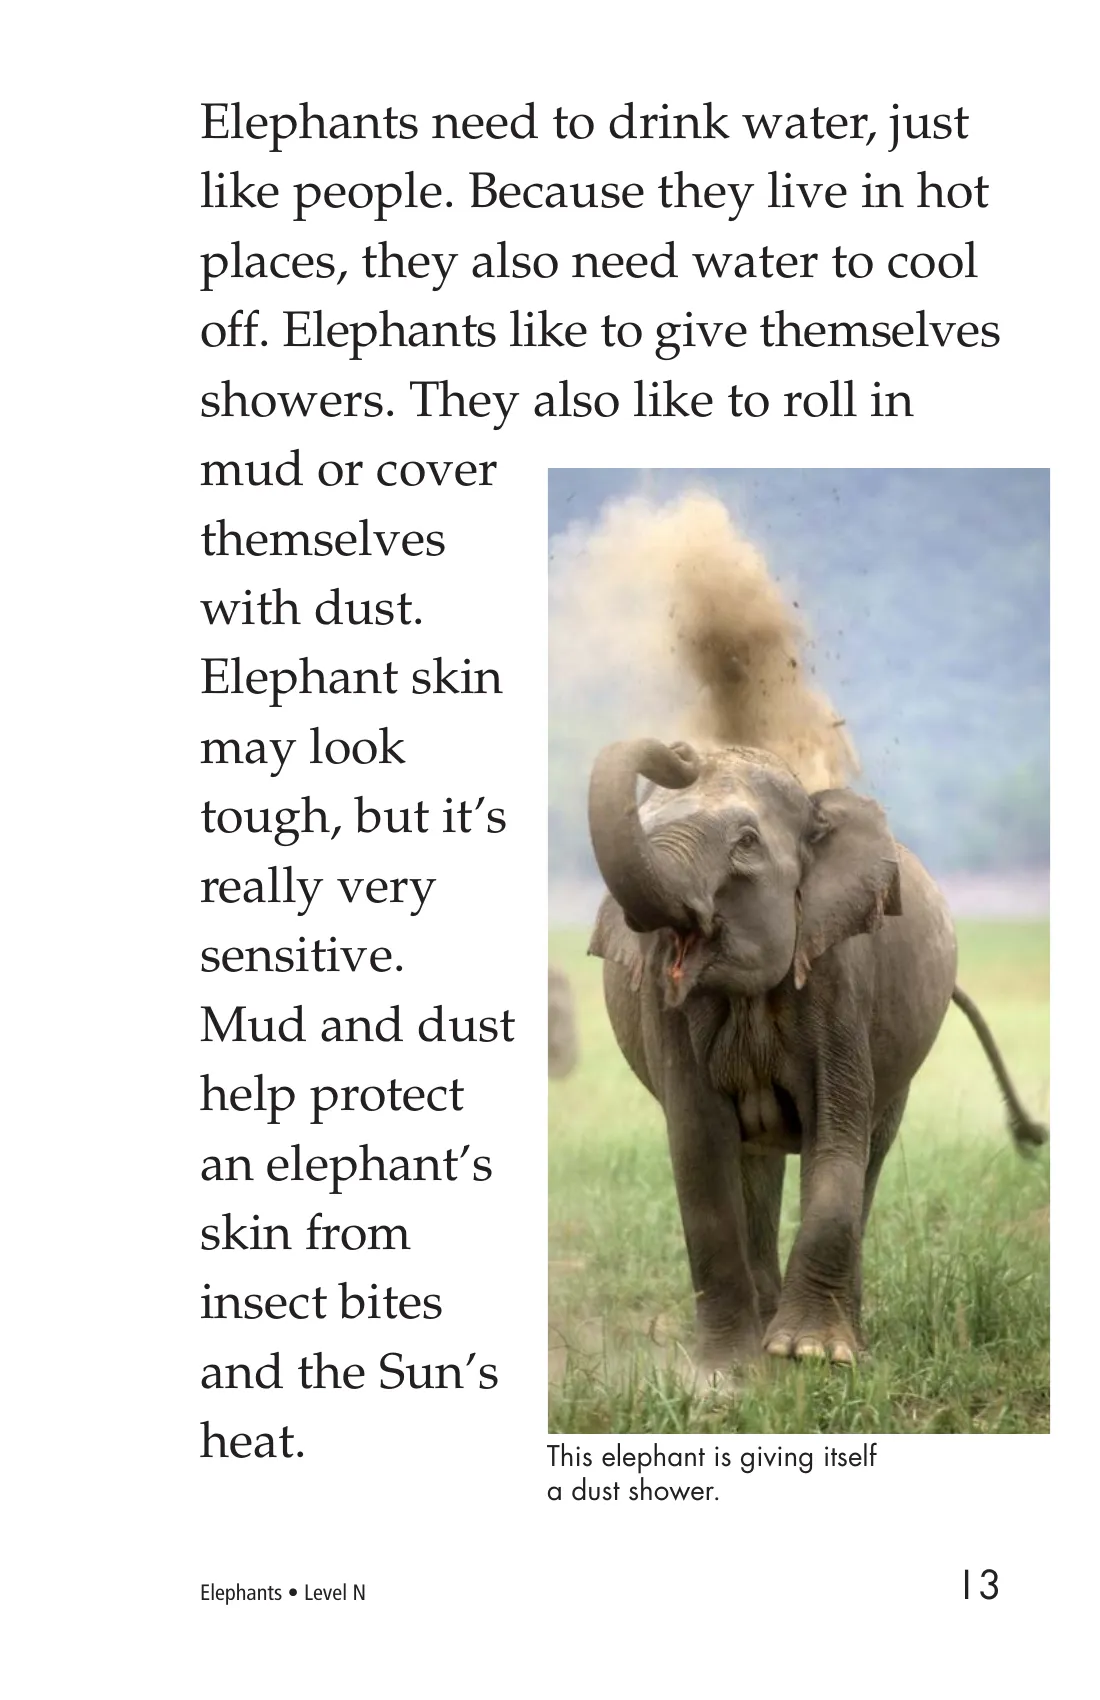 Elephants need to drink water, just
like people. Because they live in hot
places, they also need water to cool
off. Elephants like to give themselves
showers. They also like to roll in
mud or cover
themselves
with dust.
Elephant skin
may look
tough, but it’s
really very
sensitive.
Mud and dust
help protect
an elephant’s
skin from
insect bites
and the Sun’s
heat.
This elephant is giving itself
a dust shower.
Elephants • Level N
13